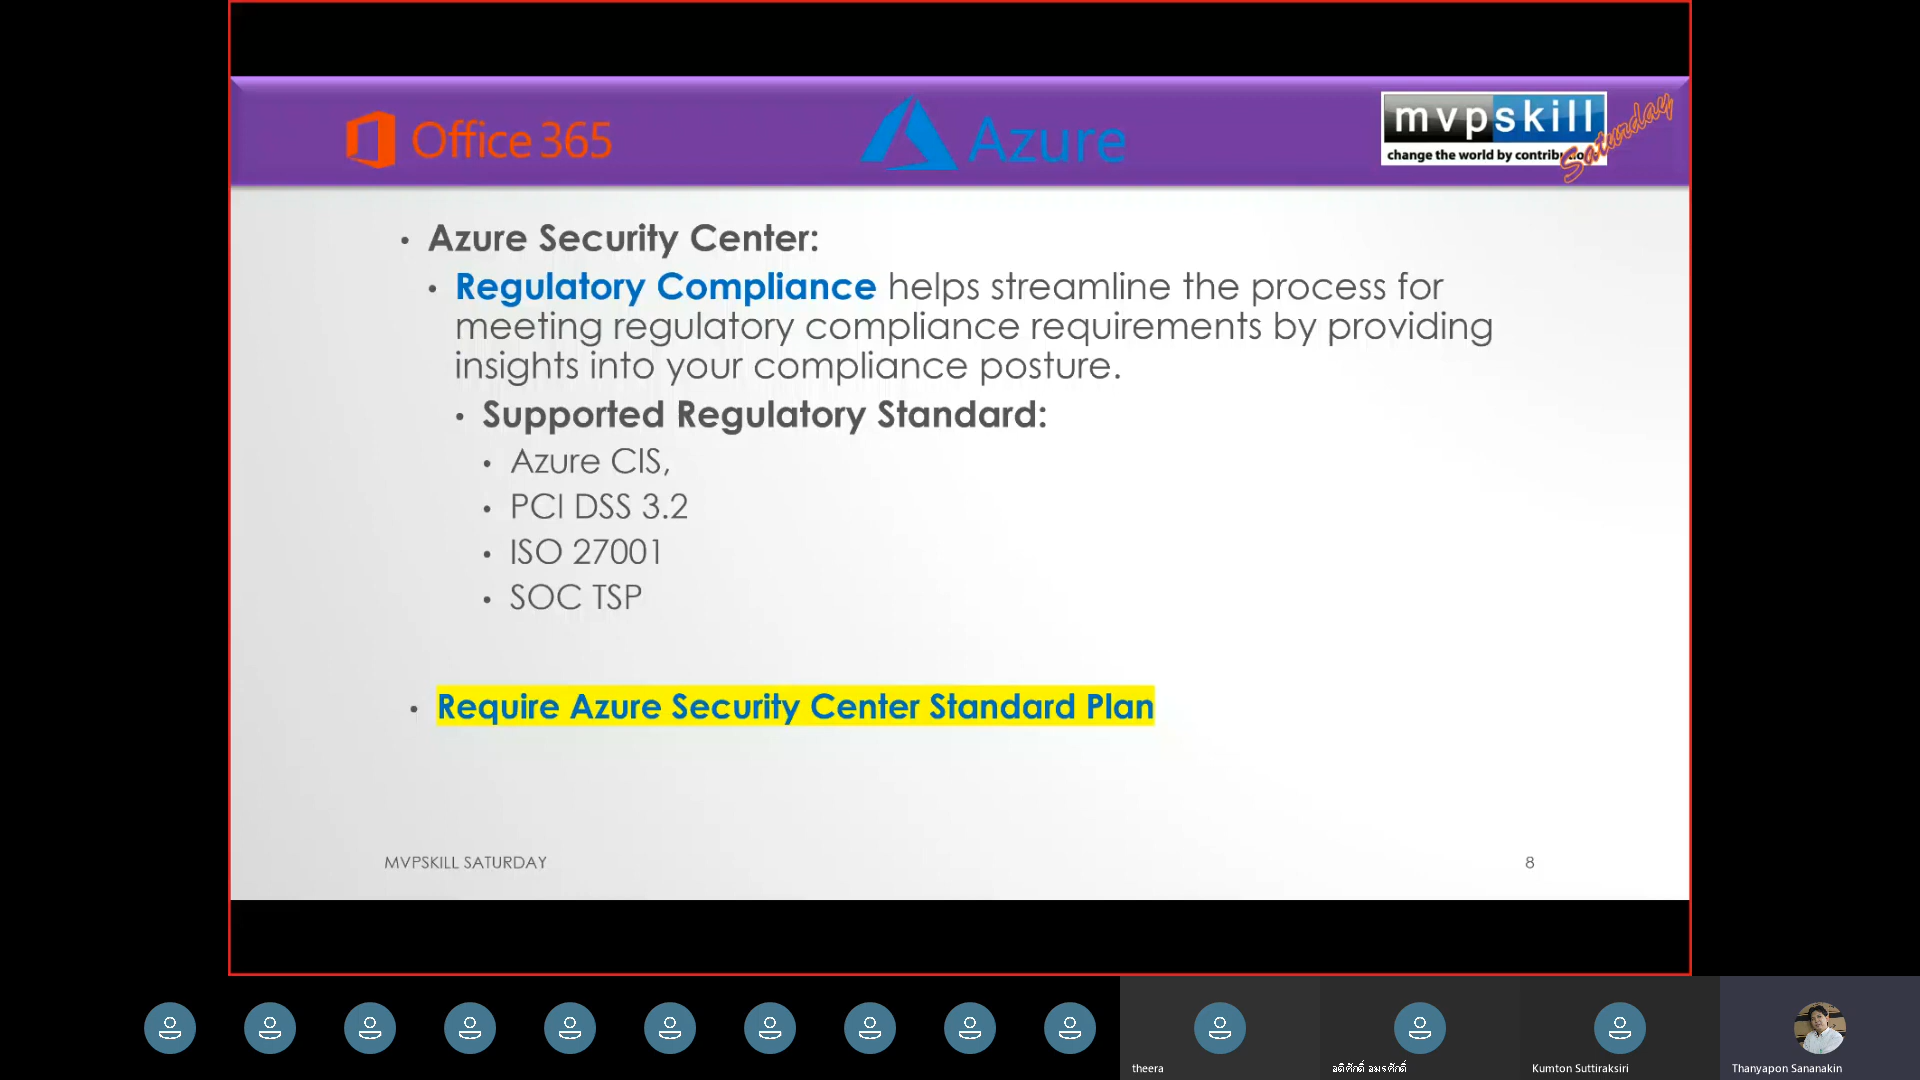 Office 365
Azure
mvpskill
change the world by contribution
Saturday
• Azure Security Center:
• Regulatory Compliance helps streamline the process for
meeting regulatory compliance requirements by providing
insights into your compliance posture.
• Supported Regulatory Standard:
• Azure CIS,
• PCI DSS 3.2
• ISO 27001
• SOC TSP
• Require Azure Security Center Standard Plan
MVPSKILL SATURDAY
8
theera
อดิศักดิ์ อมรศักดิ์
Kumton Suttiraksiri
Thanyapon Sananakin